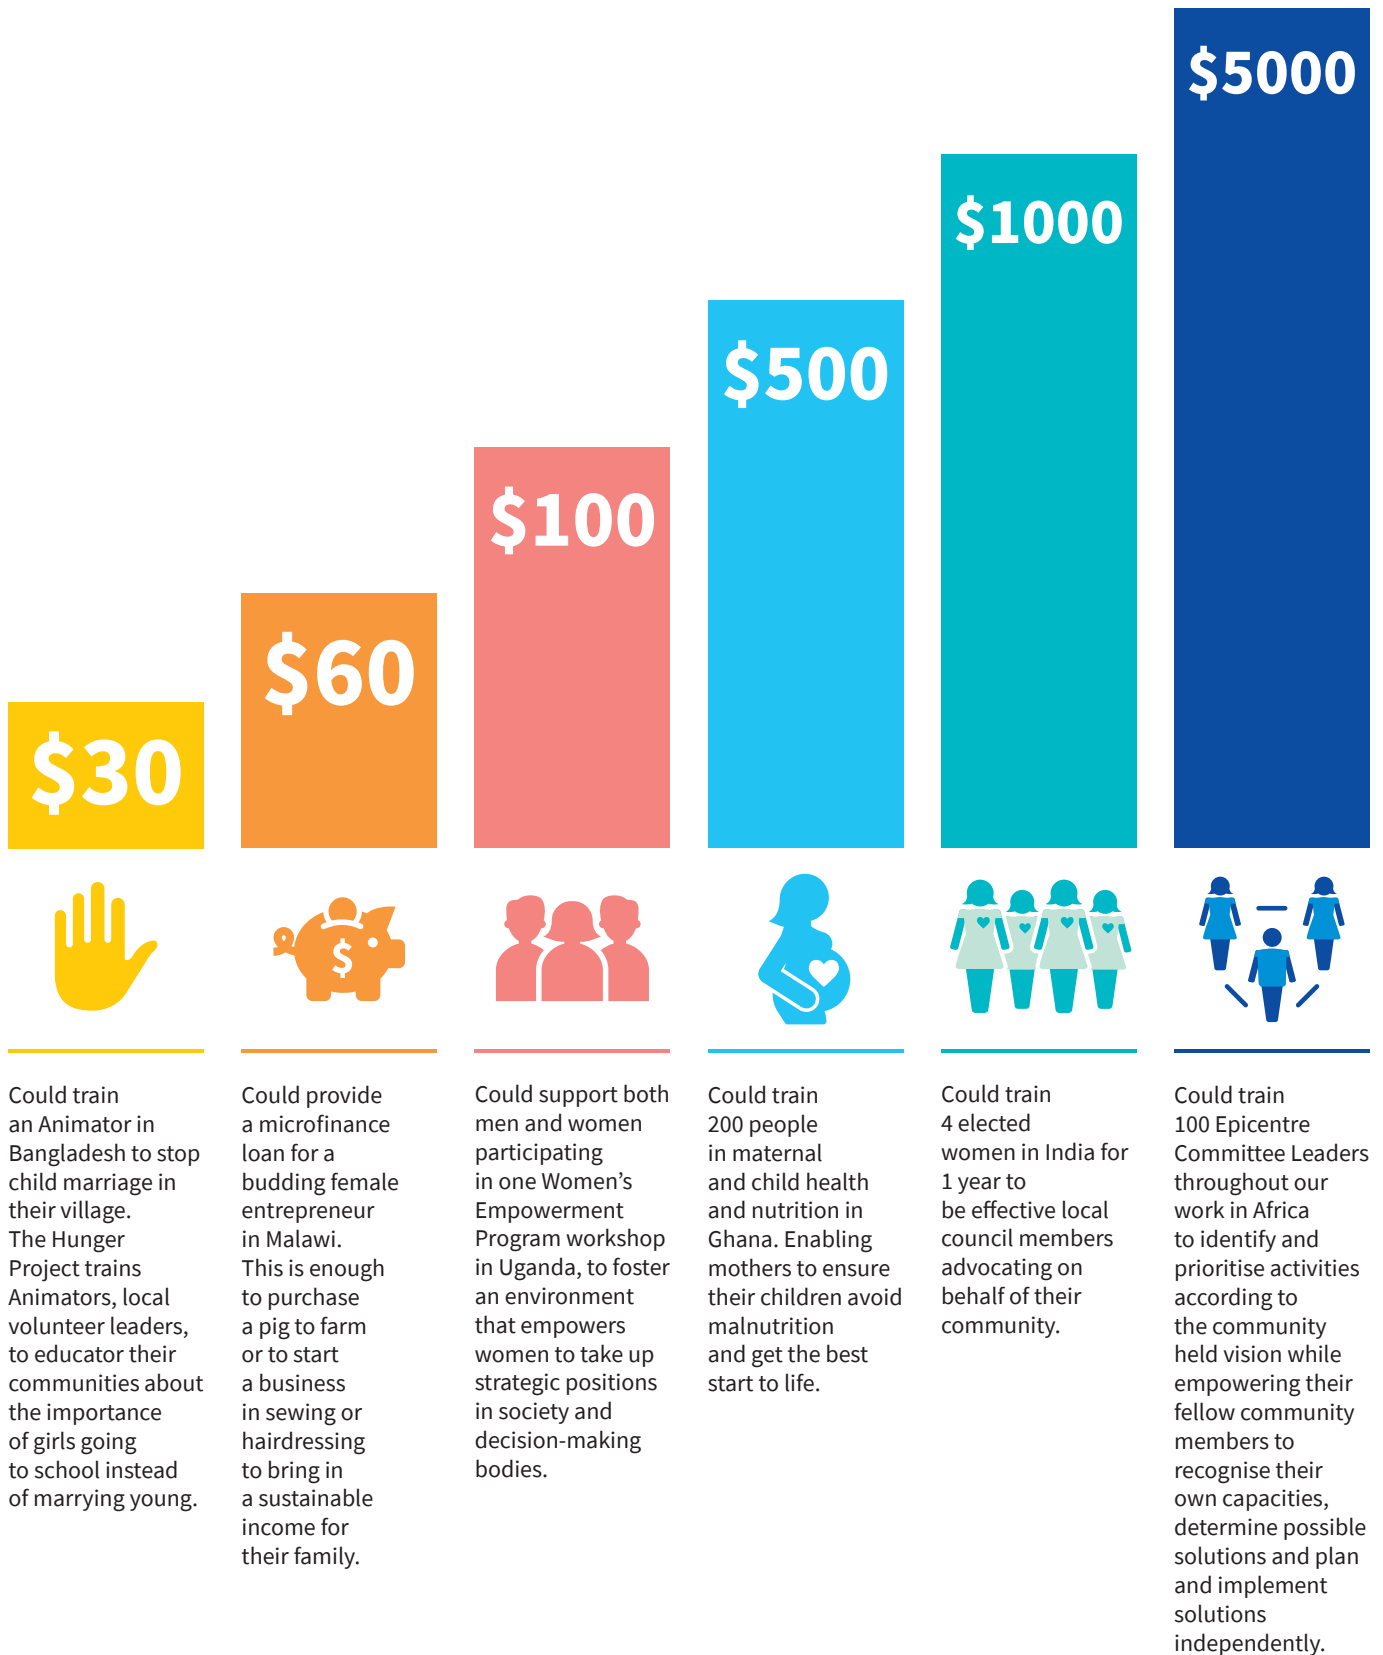 $30
$60
$100
$500
$1000
$5000
$
Could train
an Animator in
Bangladesh to stop
child marriage in
their village.
The Hunger
Project trains
Animators, local
volunteer leaders,
to educator their
communities about
the importance
of girls going
to school instead
of marrying young.
Could provide
a microfinance
loan for a
budding female
entrepreneur
in Malawi.
This is enough
to purchase
a pig to farm
or to start
a business
in sewing or
hairdressing
to bring in
a sustainable
income for
their family.
Could support both
men and women
participating
in one Women’s
Empowerment
Program workshop
in Uganda, to foster
an environment
that empowers
women to take up
strategic positions
in society and
decision-making
bodies.
Could train
200 people
in maternal
and child health
and nutrition in
Ghana. Enabling
mothers to ensure
their children avoid
malnutrition
and get the best
start to life.
Could train
4 elected
women in India for
1 year to
be effective local
council members
advocating on
behalf of their
community.
Could train
100 Epicentre
Committee Leaders
throughout our
work in Africa
to identify and
prioritise activities
according to
the community
held vision while
empowering their
fellow community
members to
recognise their
own capacities,
determine possible
solutions and plan
and implement
solutions
independently.